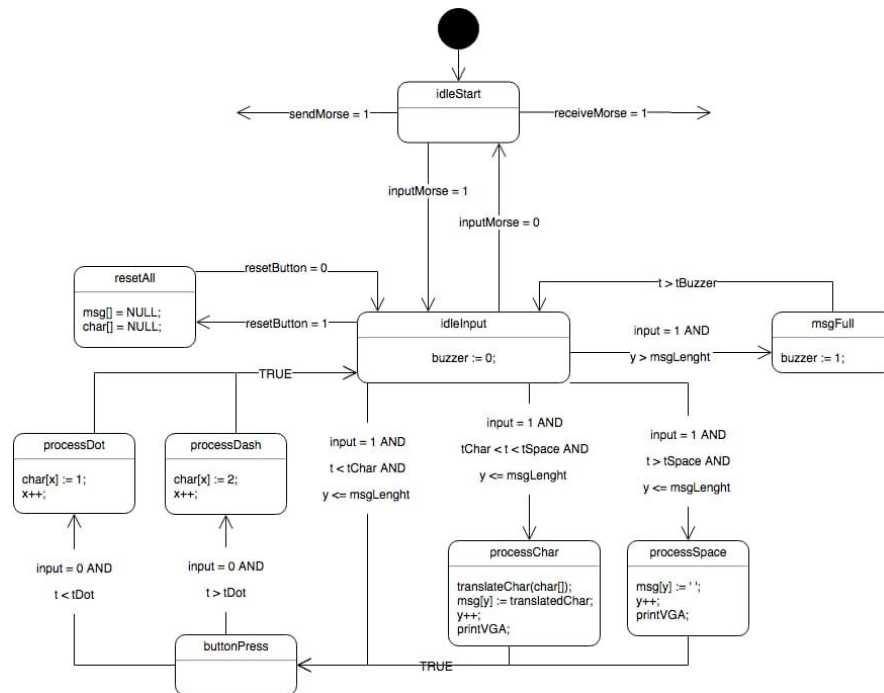 idleStart
sendMorse = 1
receiveMorse = 1
inputMorse = 1
inputMorse = 0
resetAll
msg[] = NULL;
char[] = NULL;
resetButton = 0
resetButton = 1
idleInput
buzzer := 0;
t > tBuzzer
input = 1 AND
y > msgLenght
msgFull
buzzer := 1;
TRUE
processDot
char[x] := 1;
x++;
processDash
char[x] := 2;
x++;
input = 1 AND
t < tChar AND
y <= msgLenght
input = 1 AND
tChar < t < tSpace AND
y <= msgLenght
input = 1 AND
t > tSpace AND
y <= msgLenght
input = 0 AND
t < tDot
input = 0 AND
t > tDot
processChar
translateChar(char[]);
msg[y] := translatedChar;
y++;
printVGA;
processSpace
msg[y] := ' ';
y++;
printVGA;
buttonPress
TRUE